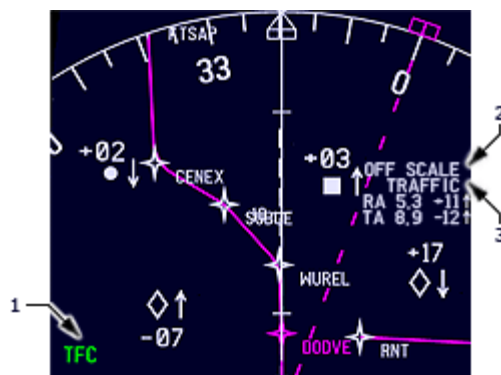 ATSAP
33
0
0
+02
CENEX
+03
OFF SCALE
TRAFFIC
RA 5.3 +11↑
TA 8.9 -12↑
2
3
+17
WUREL
1
-07
TFC
DODVE
RNT